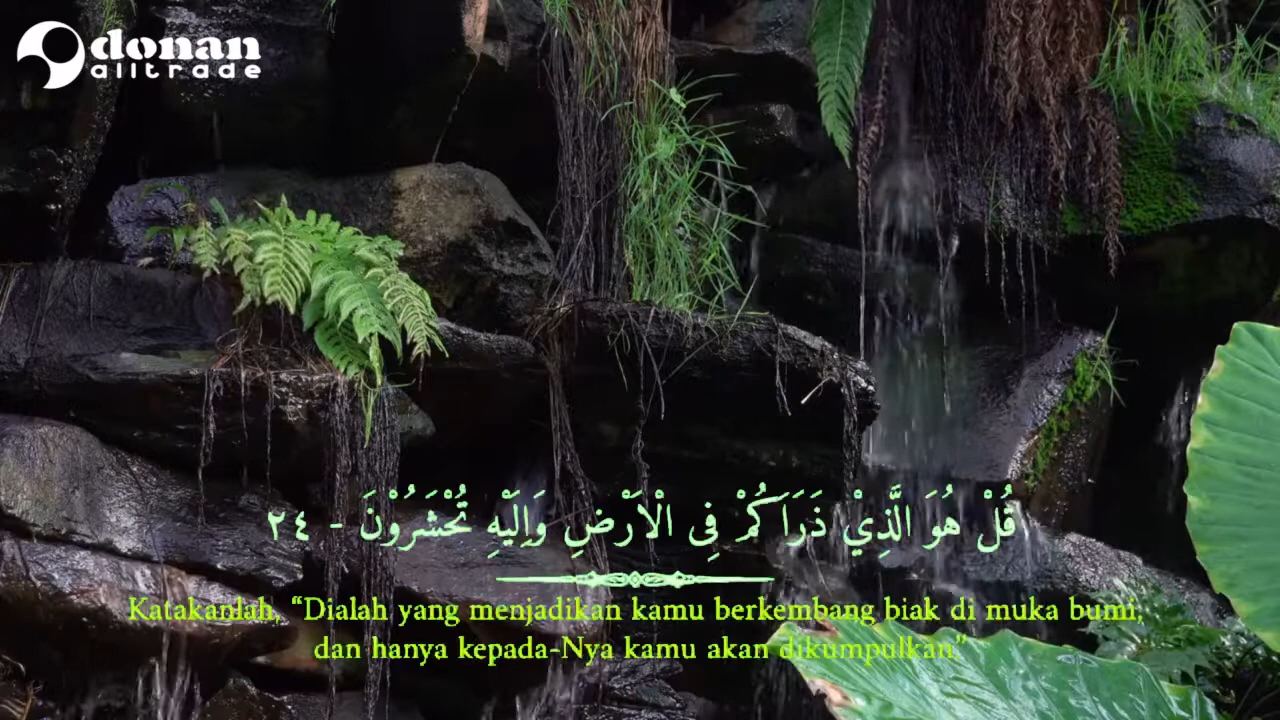 donan
alltrade
قُلْ هُوَ الَّذِيْ ذَرَاَكُمْ فِى الْاَرْضِ وَاِلَيْهِ تُحْشَرُوْنَ - ٢٤
Katakanlah, “Dialah yang menjadikan kamu berkembang biak di muka bumi,
dan hanya kepada-Nya kamu akan dikumpulkan”